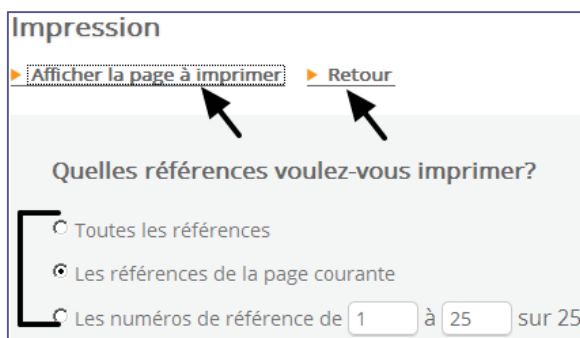 Impression
Afficher la page à imprimer Retour
Quelles références voulez-vous imprimer?
Toutes les références
Les références de la page courante
Les numéros de référence de 1 à 25 sur 25